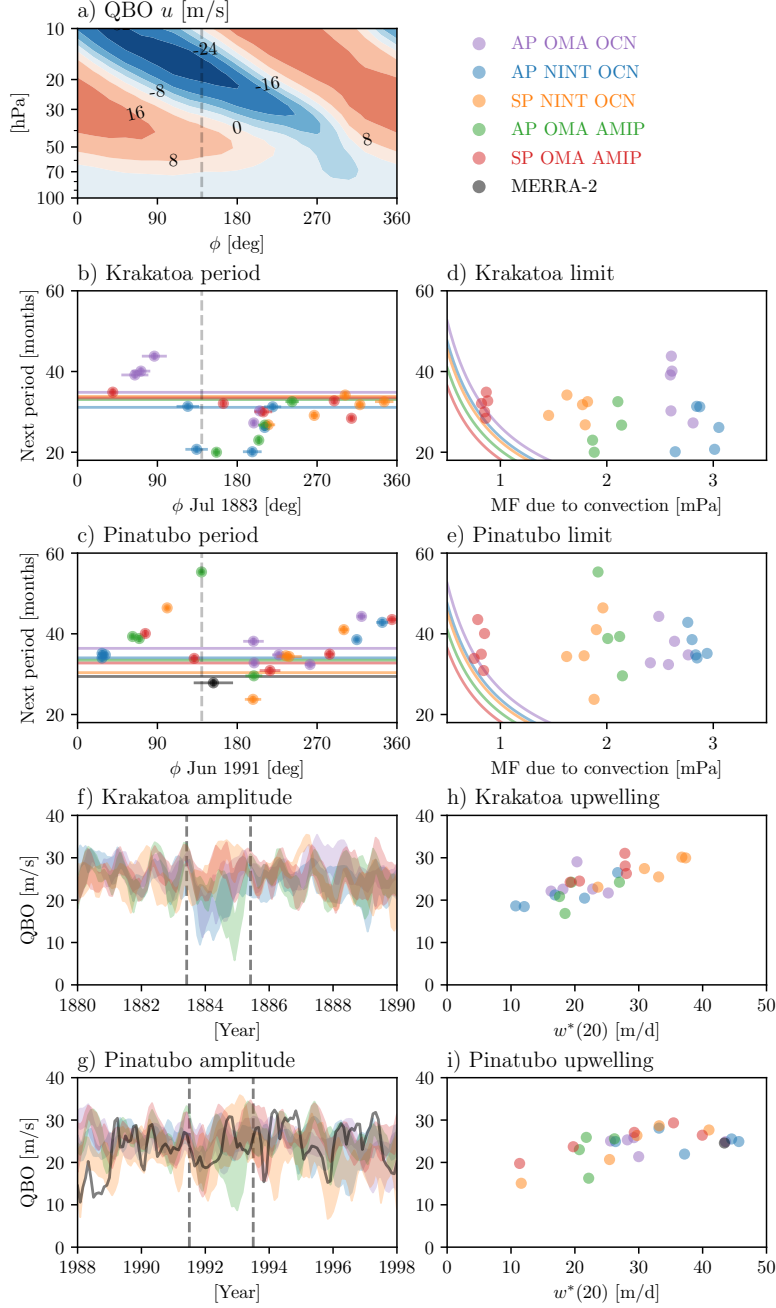 a) QBO u [m/s]
10
20
30
50
70
100
[hPa]
-24
-8
-16
16
0
8
8
0 90 180 270 360
ϕ [deg]
AP OMA OCN
AP NINT OCN
SP NINT OCN
AP OMA AMIP
SP OMA AMIP
MERRA-2
b) Krakatoa period
Next period [months]
60
40
20
0 90 180 270 360
ϕ Jul 1883 [deg]
d) Krakatoa limit
60
40
20
1 2 3
MF due to convection [mPa]
c) Pinatubo period
Next period [months]
60
40
20
0 90 180 270 360
ϕ Jun 1991 [deg]
e) Pinatubo limit
60
40
20
1 2 3
MF due to convection [mPa]
f) Krakatoa amplitude
QBO [m/s]
40
30
20
10
0
1880 1882 1884 1886 1888 1890
[Year]
h) Krakatoa upwelling
40
30
20
10
0
0 10 20 30 40 50
w*(20) [m/d]
g) Pinatubo amplitude
QBO [m/s]
40
30
20
10
0
1988 1990 1992 1994 1996 1998
[Year]
i) Pinatubo upwelling
40
30
20
10
0
0 10 20 30 40 50
w*(20) [m/d]